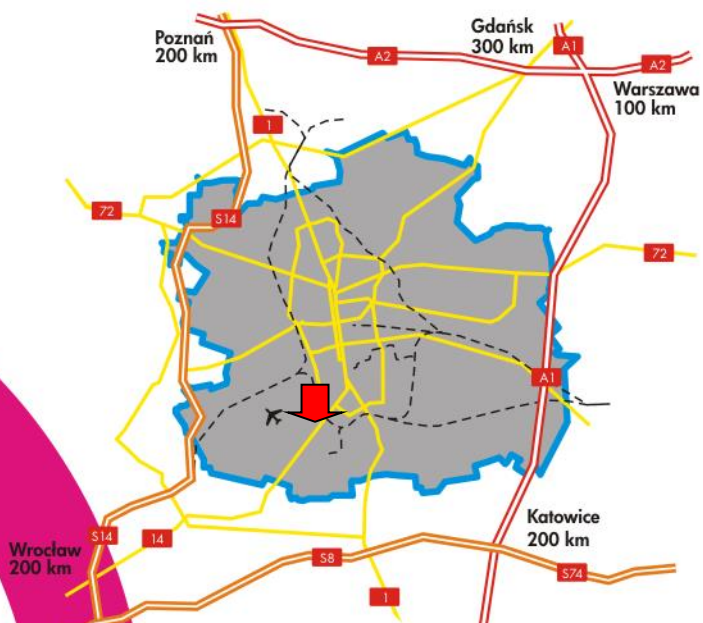 Poznań
200 km
Gdańsk
300 km
A1
A2
A2
Warszawa
100 km
1
72
S14
72
A1
Katowice
200 km
S14
14
Wrocław
200 km
S8
S74
1